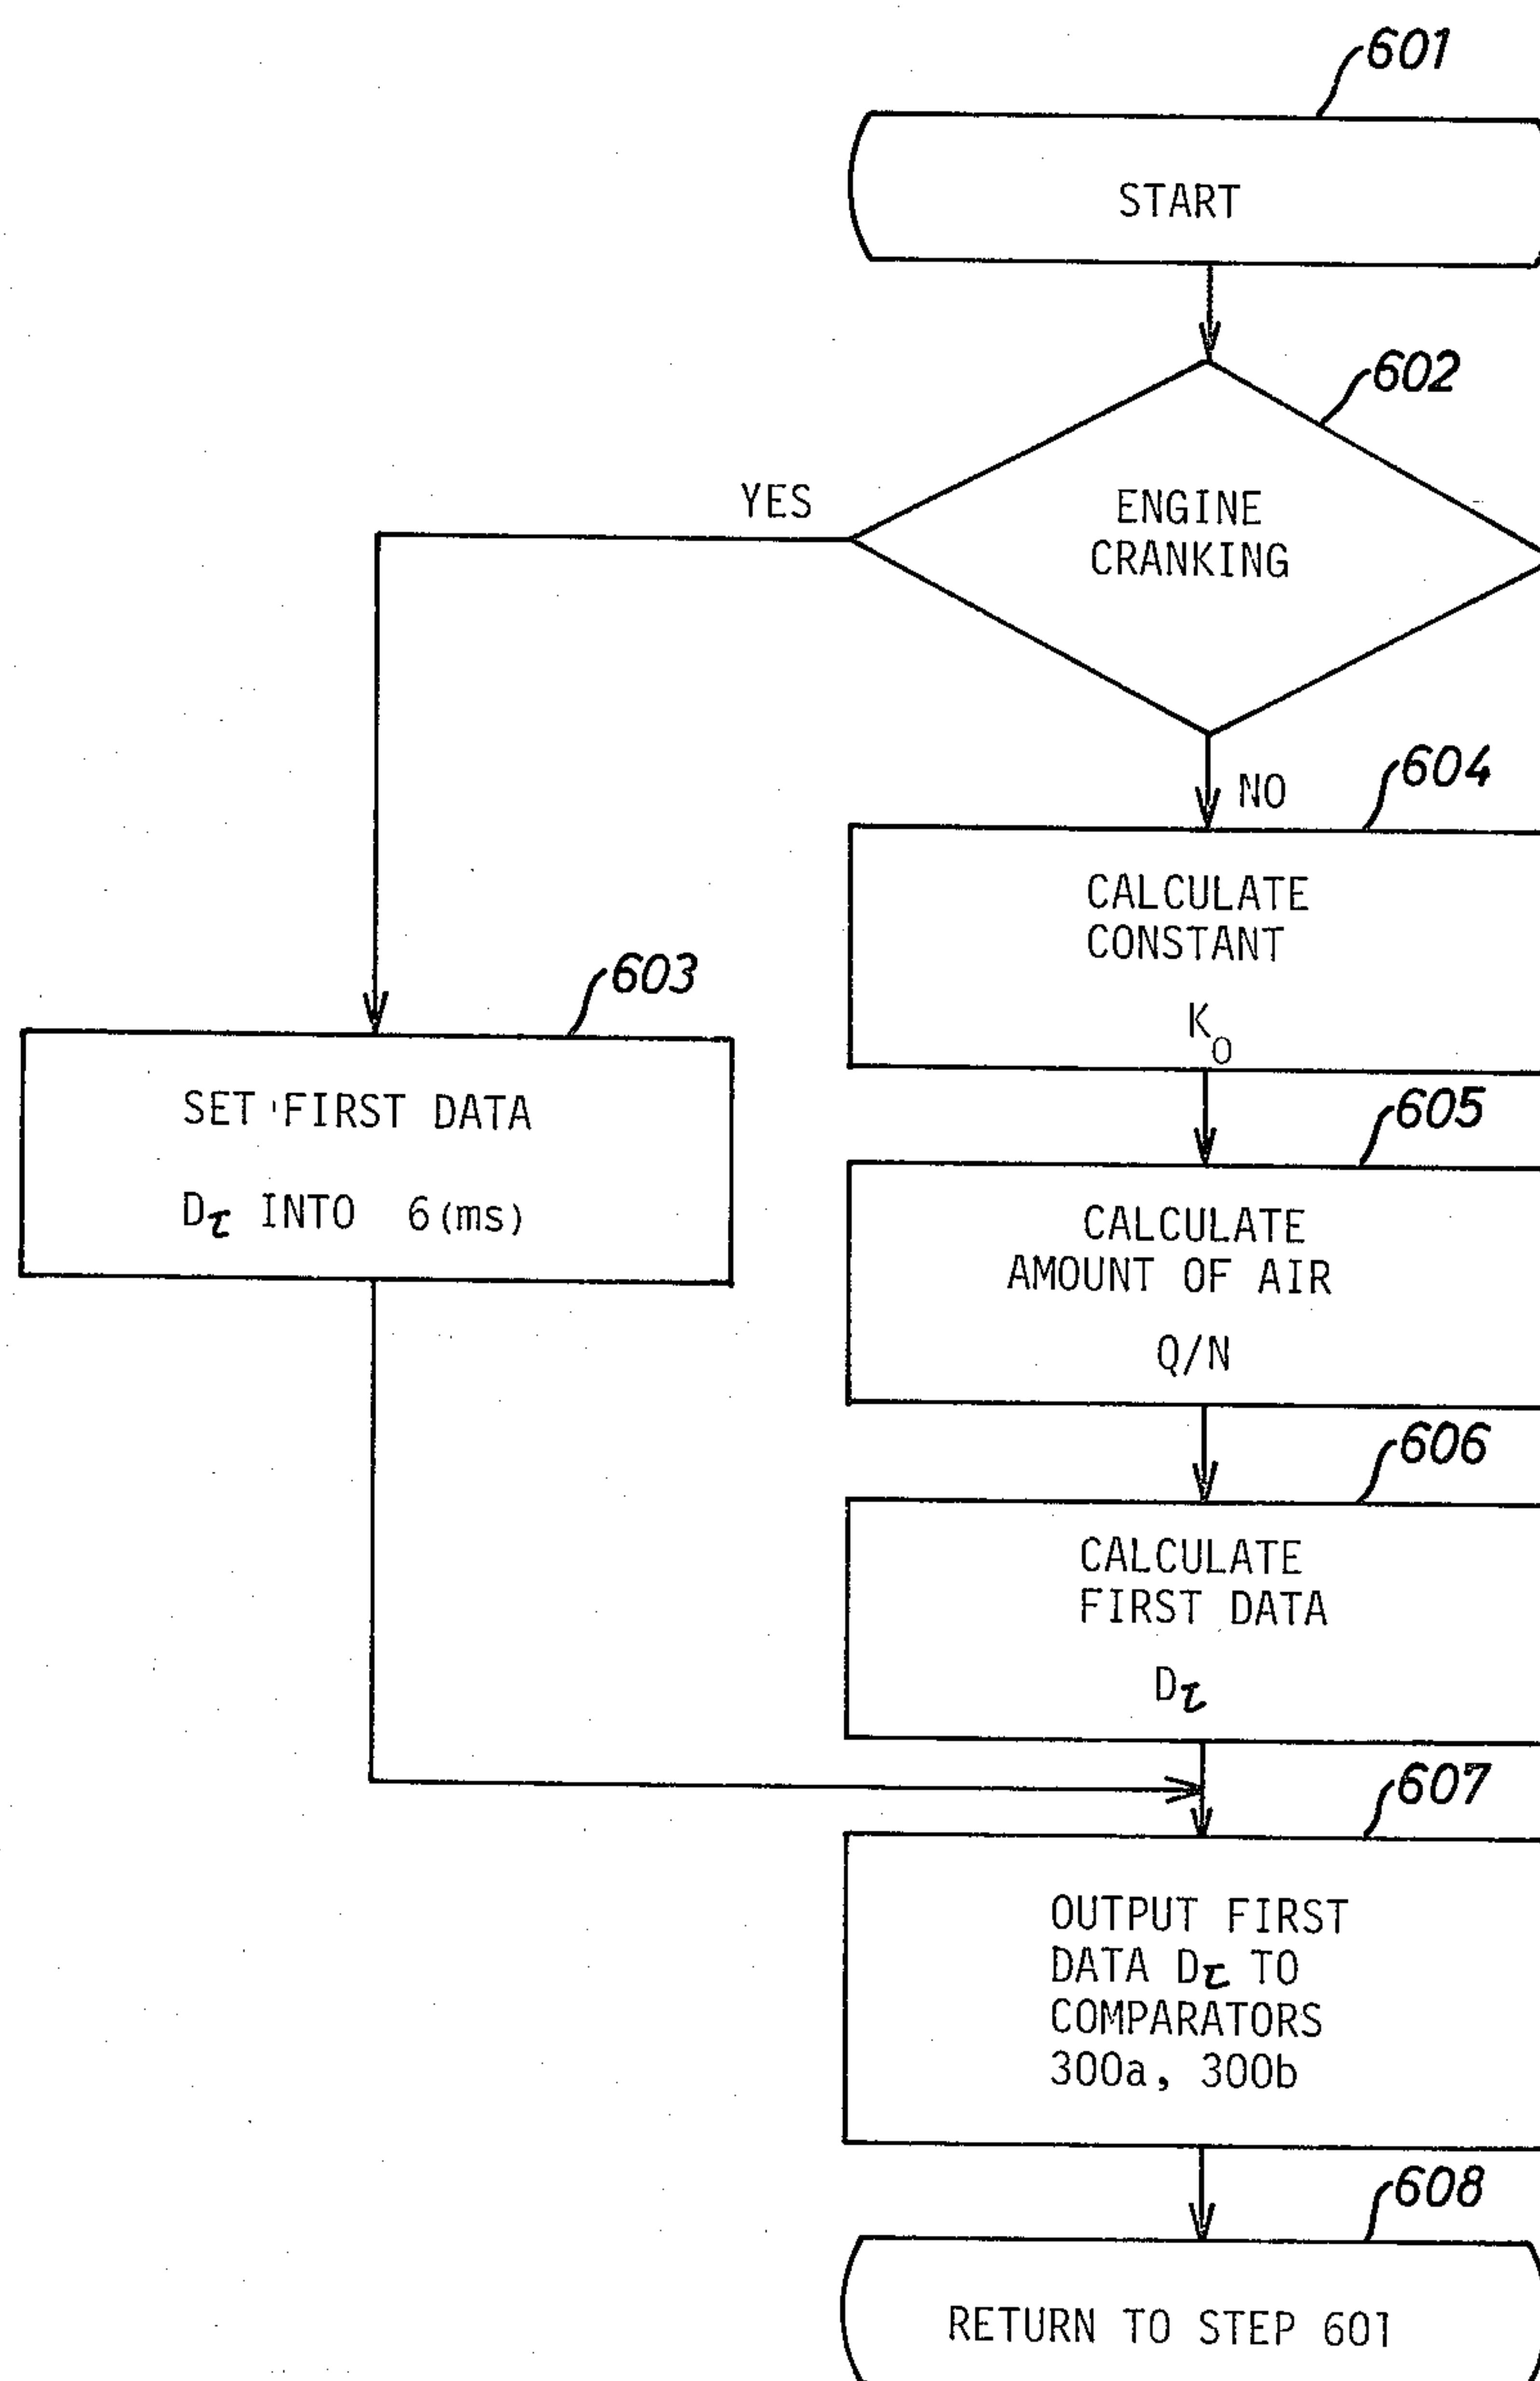 601
START
602
YES
ENGINE
CRANKING
NO
604
CALCULATE
CONSTANT
K₀
603
SET FIRST DATA
Dτ INTO 6(ms)
605
CALCULATE
AMOUNT OF AIR
Q/N
606
CALCULATE
FIRST DATA
Dτ
607
OUTPUT FIRST
DATA Dτ TO
COMPARATORS
300a, 300b
608
RETURN TO STEP 601